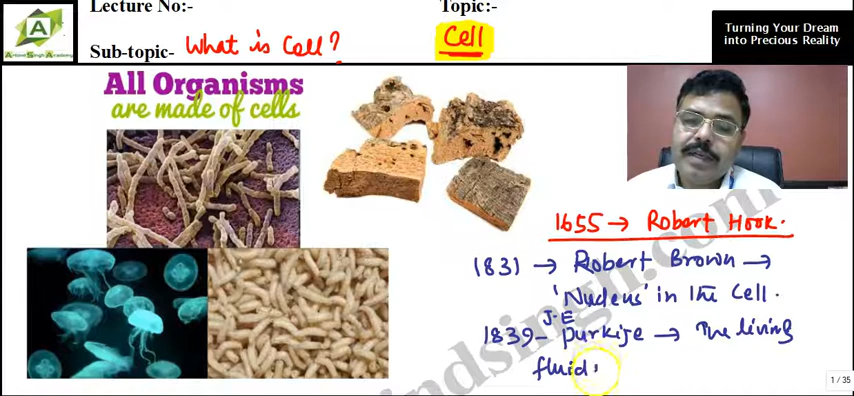 Lecture No:-
Topic:-
A
Sub-topic- What is Cell?
Cell
Turning Your Dream
into Precious Reality
All Organisms
are made of cells
1655 → Robert Hook.
1831 → Robert Brown →
'Nucleus' in the Cell.
J.E
1839 - Purkije → The living
fluid.
ndsingh.com
1 / 35